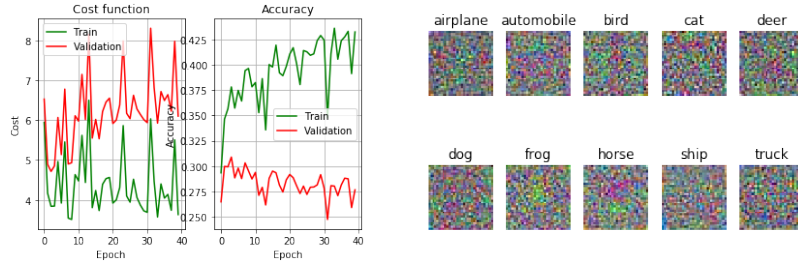 Cost function
Train
Validation
8
7
6
5
4
Cost
0
10
20
30
40
Epoch
Accuracy
Train
Validation
0.425
0.400
0.375
0.350
0.325
0.300
0.275
0.250
Accuracy
0
10
20
30
40
Epoch
airplane automobile bird cat deer
dog frog horse ship truck